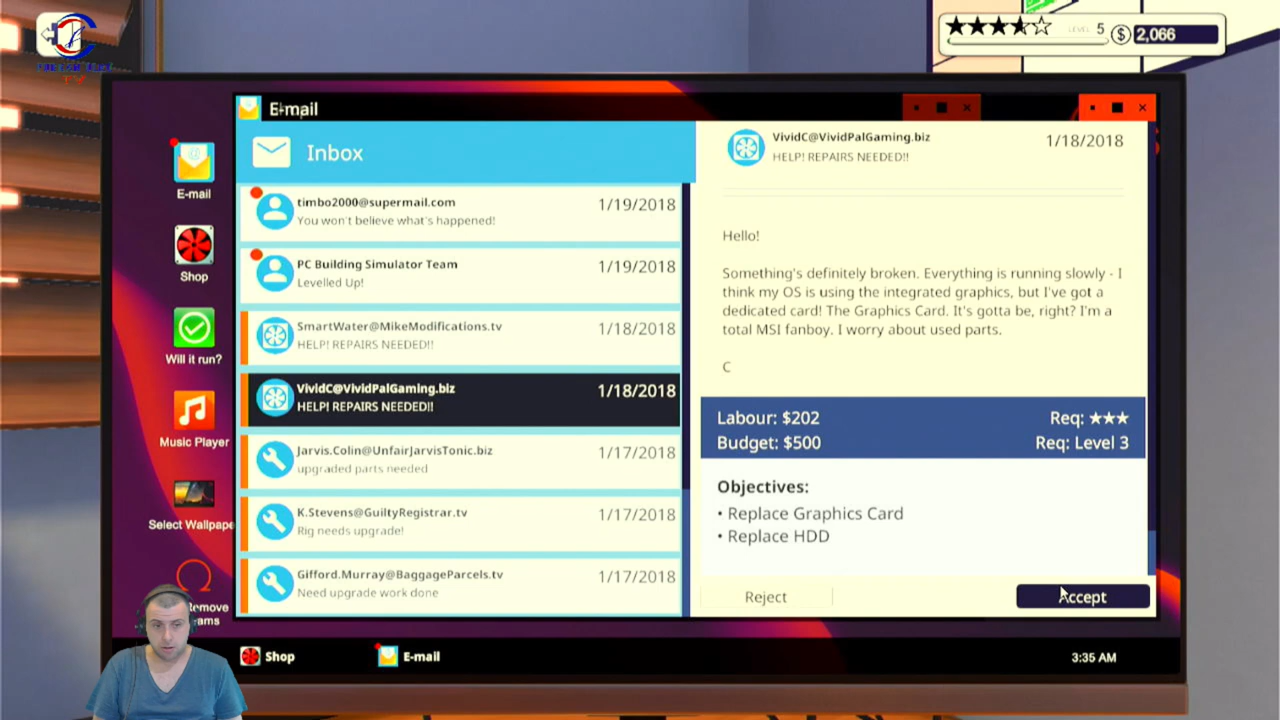 TV
LEVEL 5
$ 2,066
E-mail
Inbox
timbo2000@supermail.com
1/19/2018
You won't believe what's happened!
PC Building Simulator Team
1/19/2018
Levelled Up!
SmartWater@MikeModifications.tv
1/18/2018
HELP! REPAIRS NEEDED!!
VividC@VividPalGaming.biz
1/18/2018
HELP! REPAIRS NEEDED!!
Jarvis.Colin@UnfairJarvisTonic.biz
1/17/2018
upgraded parts needed
K.Stevens@GuiltyRegistrar.tv
1/17/2018
Rig needs upgrade!
Gifford.Murray@BaggageParcels.tv
1/17/2018
Need upgrade work done
E-mail
Shop
Will it run?
Music Player
Select Wallpape
emove
ams
VividC@VividPalGaming.biz
1/18/2018
HELP! REPAIRS NEEDED!!
Hello!
Something's definitely broken. Everything is running slowly - I
think my OS is using the integrated graphics, but I've got a
dedicated card! The Graphics Card. It's gotta be, right? I'm a
total MSI fanboy. I worry about used parts.
C
Labour: $202
Req: ★★★
Budget: $500
Req: Level 3
Objectives:
• Replace Graphics Card
• Replace HDD
Reject
Accept
Shop
E-mail
3:35 AM